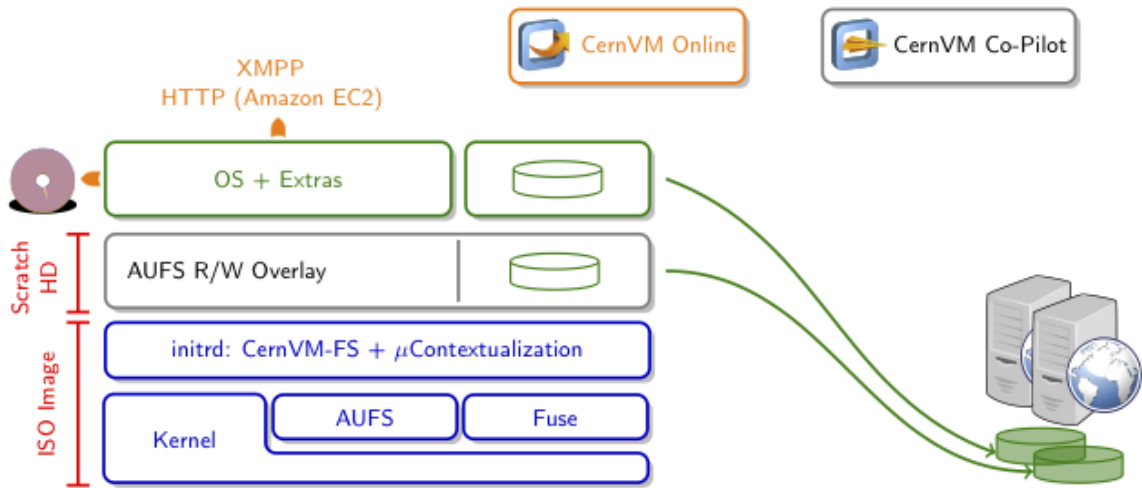 CernVM Online
CernVM Co-Pilot
XMPP
HTTP (Amazon EC2)
OS + Extras
Scratch
HD
AUFS R/W Overlay
ISO Image
initrd: CernVM-FS + μContextualization
AUFS
Fuse
Kernel